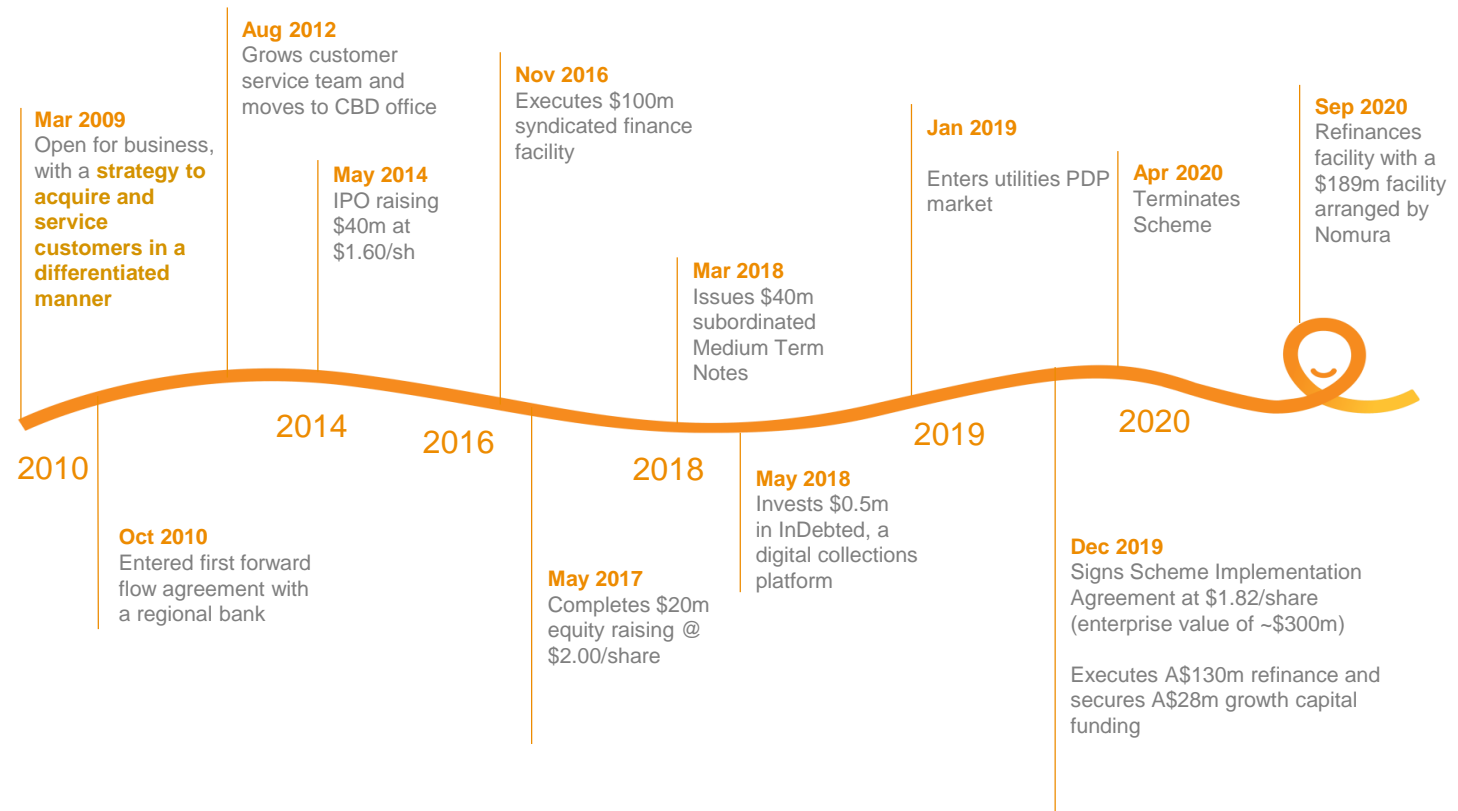 Mar 2009
Open for business,
with a strategy to
acquire and
service
customers in a
differentiated
manner
Aug 2012
Grows customer
service team and
moves to CBD office
May 2014
IPO raising
$40m at
$1.60/sh
Nov 2016
Executes $100m
syndicated finance
facility
Mar 2018
Issues $40m
subordinated
Medium Term
Notes
Jan 2019
Enters utilities PDP
market
Apr 2020
Terminates
Scheme
Sep 2020
Refinances
facility with a
$189m facility
arranged by
Nomura
2010
2014
2016
2018
2019
2020
Oct 2010
Entered first forward
flow agreement with
a regional bank
May 2017
Completes $20m
equity raising @
$2.00/share
May 2018
Invests $0.5m
in InDebted, a
digital collections
platform
Dec 2019
Signs Scheme Implementation
Agreement at $1.82/share
(enterprise value of ~$300m)
Executes A$130m refinance and
secures A$28m growth capital
funding